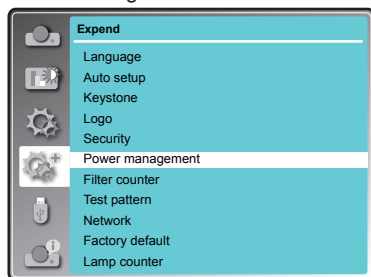 Expend
Language
Auto setup
Keystone
Logo
Security
Power management
Filter counter
Test pattern
Network
Factory default
Lamp counter